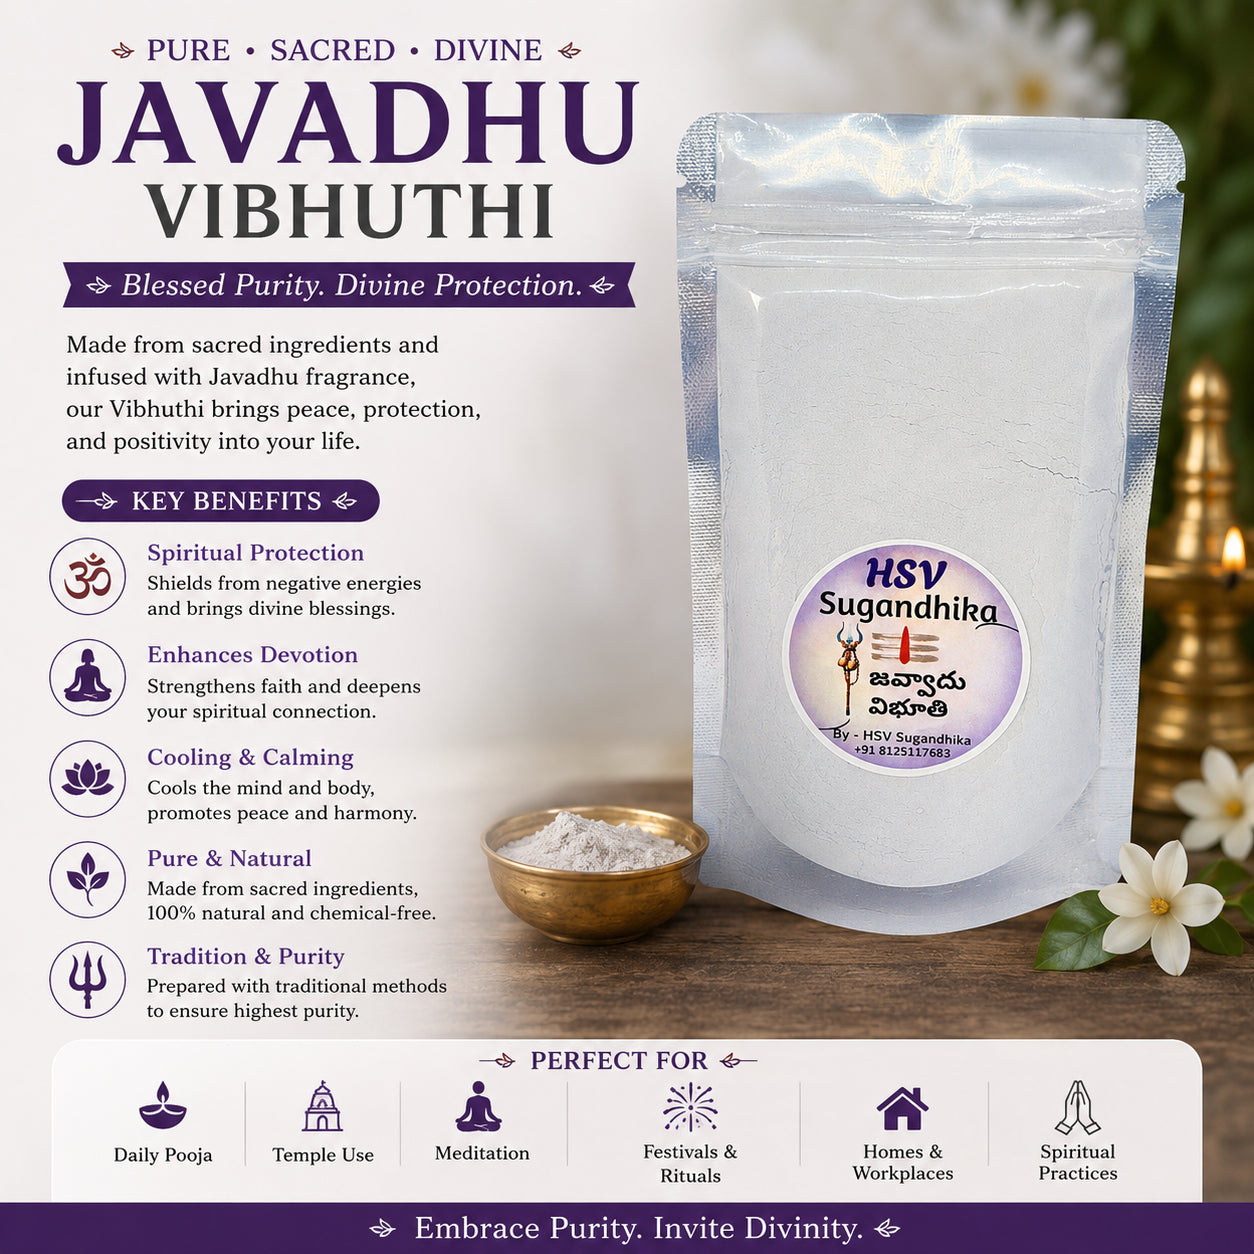 PURE • SACRED • DIVINE
JAVADHU
VIBHUTHI
Blessed Purity. Divine Protection.
Made from sacred ingredients and
infused with Javadhu fragrance,
our Vibhuthi brings peace, protection,
and positivity into your life.
KEY BENEFITS
ॐ
Spiritual Protection
Shields from negative energies
and brings divine blessings.
Enhances Devotion
Strengthens faith and deepens
your spiritual connection.
Cooling & Calming
Cools the mind and body,
promotes peace and harmony.
Pure & Natural
Made from sacred ingredients,
100% natural and chemical-free.
Tradition & Purity
Prepared with traditional methods
to ensure highest purity.
HSV
Sugandhika
జవ్వాదు
విభూతి
By - HSV Sugandhika
+91 8125117683
PERFECT FOR
Daily Pooja
Temple Use
Meditation
Festivals &
Rituals
Homes &
Workplaces
Spiritual
Practices
Embrace Purity. Invite Divinity.